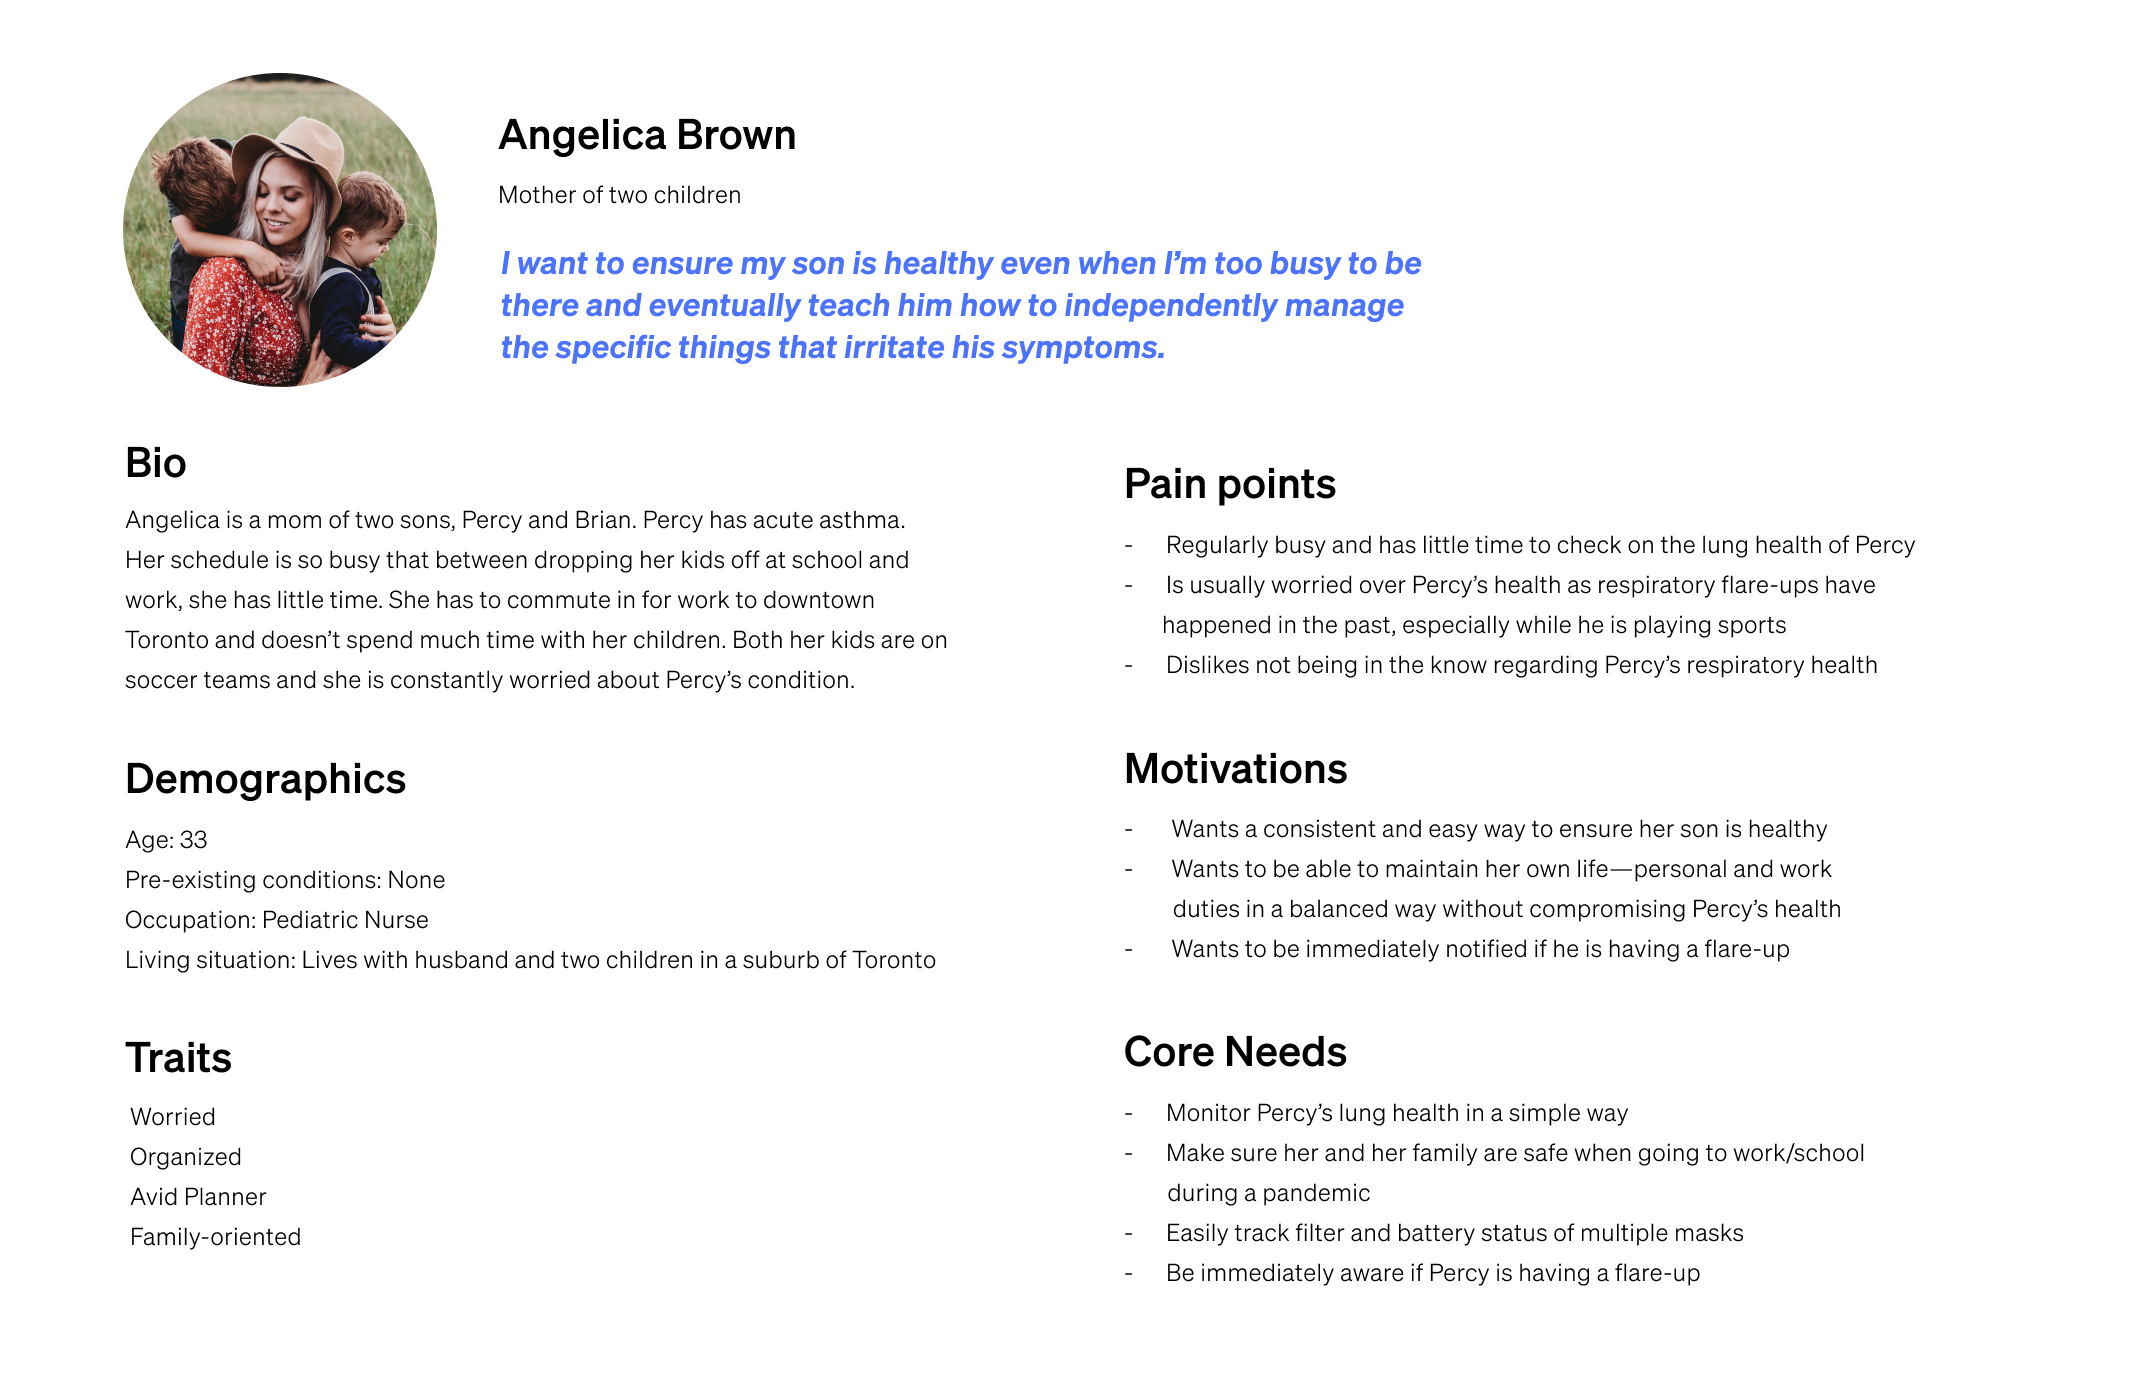 Angelica Brown
Mother of two children
I want to ensure my son is healthy even when I’m too busy to be
there and eventually teach him how to independently manage
the specific things that irritate his symptoms.
Bio
Angelica is a mom of two sons, Percy and Brian. Percy has acute asthma.
Her schedule is so busy that between dropping her kids off at school and
work, she has little time. She has to commute in for work to downtown
Toronto and doesn’t spend much time with her children. Both her kids are on
soccer teams and she is constantly worried about Percy’s condition.
Demographics
Age: 33
Pre-existing conditions: None
Occupation: Pediatric Nurse
Living situation: Lives with husband and two children in a suburb of Toronto
Traits
Worried
Organized
Avid Planner
Family-oriented
Pain points
- Regularly busy and has little time to check on the lung health of Percy
- Is usually worried over Percy’s health as respiratory flare-ups have
happened in the past, especially while he is playing sports
- Dislikes not being in the know regarding Percy’s respiratory health
Motivations
- Wants a consistent and easy way to ensure her son is healthy
- Wants to be able to maintain her own life—personal and work
duties in a balanced way without compromising Percy’s health
- Wants to be immediately notified if he is having a flare-up
Core Needs
- Monitor Percy’s lung health in a simple way
- Make sure her and her family are safe when going to work/school
during a pandemic
- Easily track filter and battery status of multiple masks
- Be immediately aware if Percy is having a flare-up